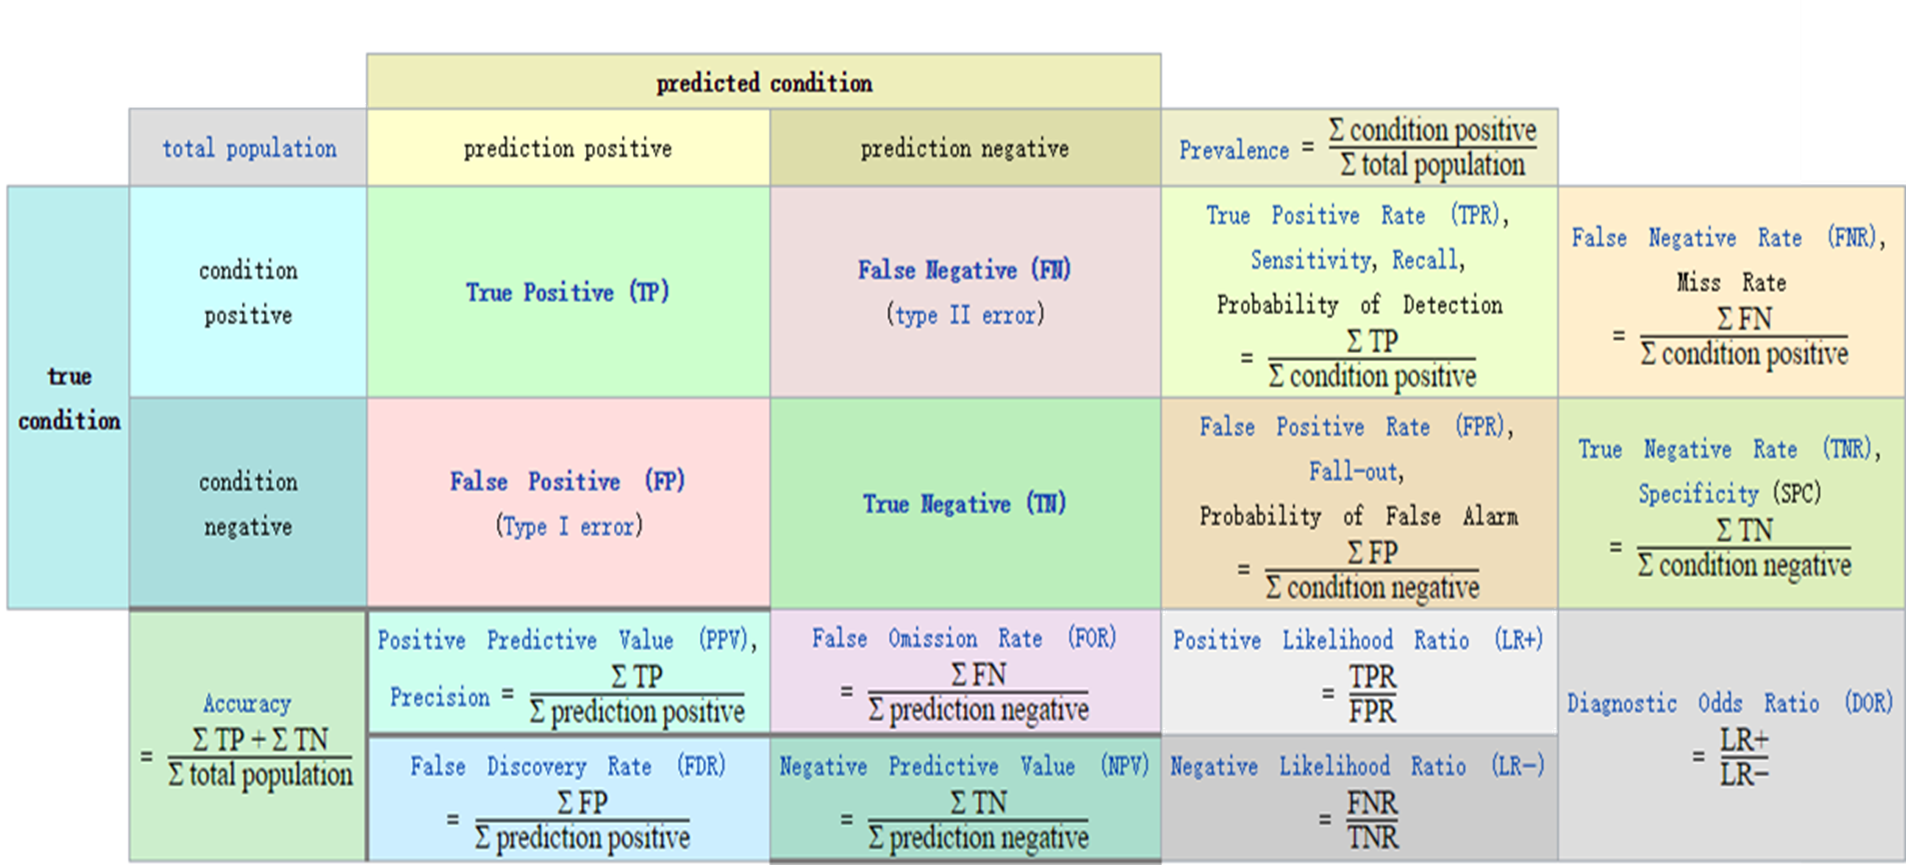 predicted condition
total population
prediction positive
prediction negative
Prevalence = Σ condition positive / Σ total population
true
condition
condition
positive
True Positive (TP)
False Negative (FN)
(type II error)
True Positive Rate (TPR),
Sensitivity, Recall,
Probability of Detection
= Σ TP / Σ condition positive
False Negative Rate (FNR),
Miss Rate
= Σ FN / Σ condition positive
condition
negative
False Positive (FP)
(Type I error)
True Negative (TN)
False Positive Rate (FPR),
Fall-out,
Probability of False Alarm
= Σ FP / Σ condition negative
True Negative Rate (TNR),
Specificity (SPC)
= Σ TN / Σ condition negative
Accuracy
= Σ TP + Σ TN / Σ total population
Positive Predictive Value (PPV),
Precision = Σ TP / Σ prediction positive
False Omission Rate (FOR)
= Σ FN / Σ prediction negative
Positive Likelihood Ratio (LR+)
= TPR / FPR
Diagnostic Odds Ratio (DOR)
= LR+ / LR−
False Discovery Rate (FDR)
= Σ FP / Σ prediction positive
Negative Predictive Value (NPV)
= Σ TN / Σ prediction negative
Negative Likelihood Ratio (LR−)
= FNR / TNR